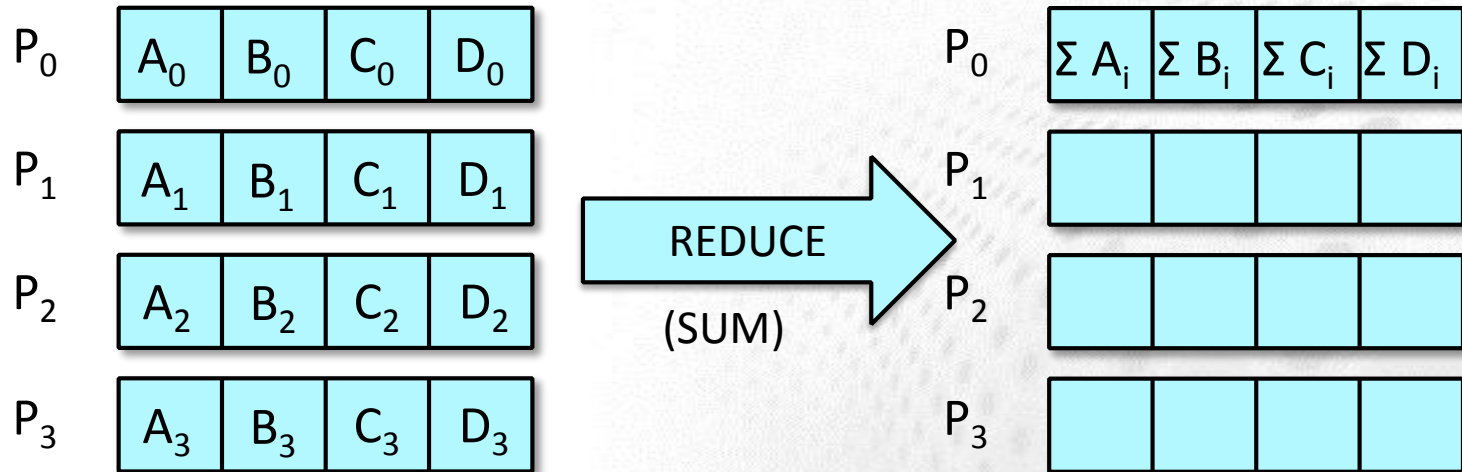 P₀ A₀ B₀ C₀ D₀ P₀ Σ Aᵢ Σ Bᵢ Σ Cᵢ Σ Dᵢ
P₁ A₁ B₁ C₁ D₁ P₁
REDUCE
P₂ A₂ B₂ C₂ D₂ P₂
(SUM)
P₃ A₃ B₃ C₃ D₃ P₃